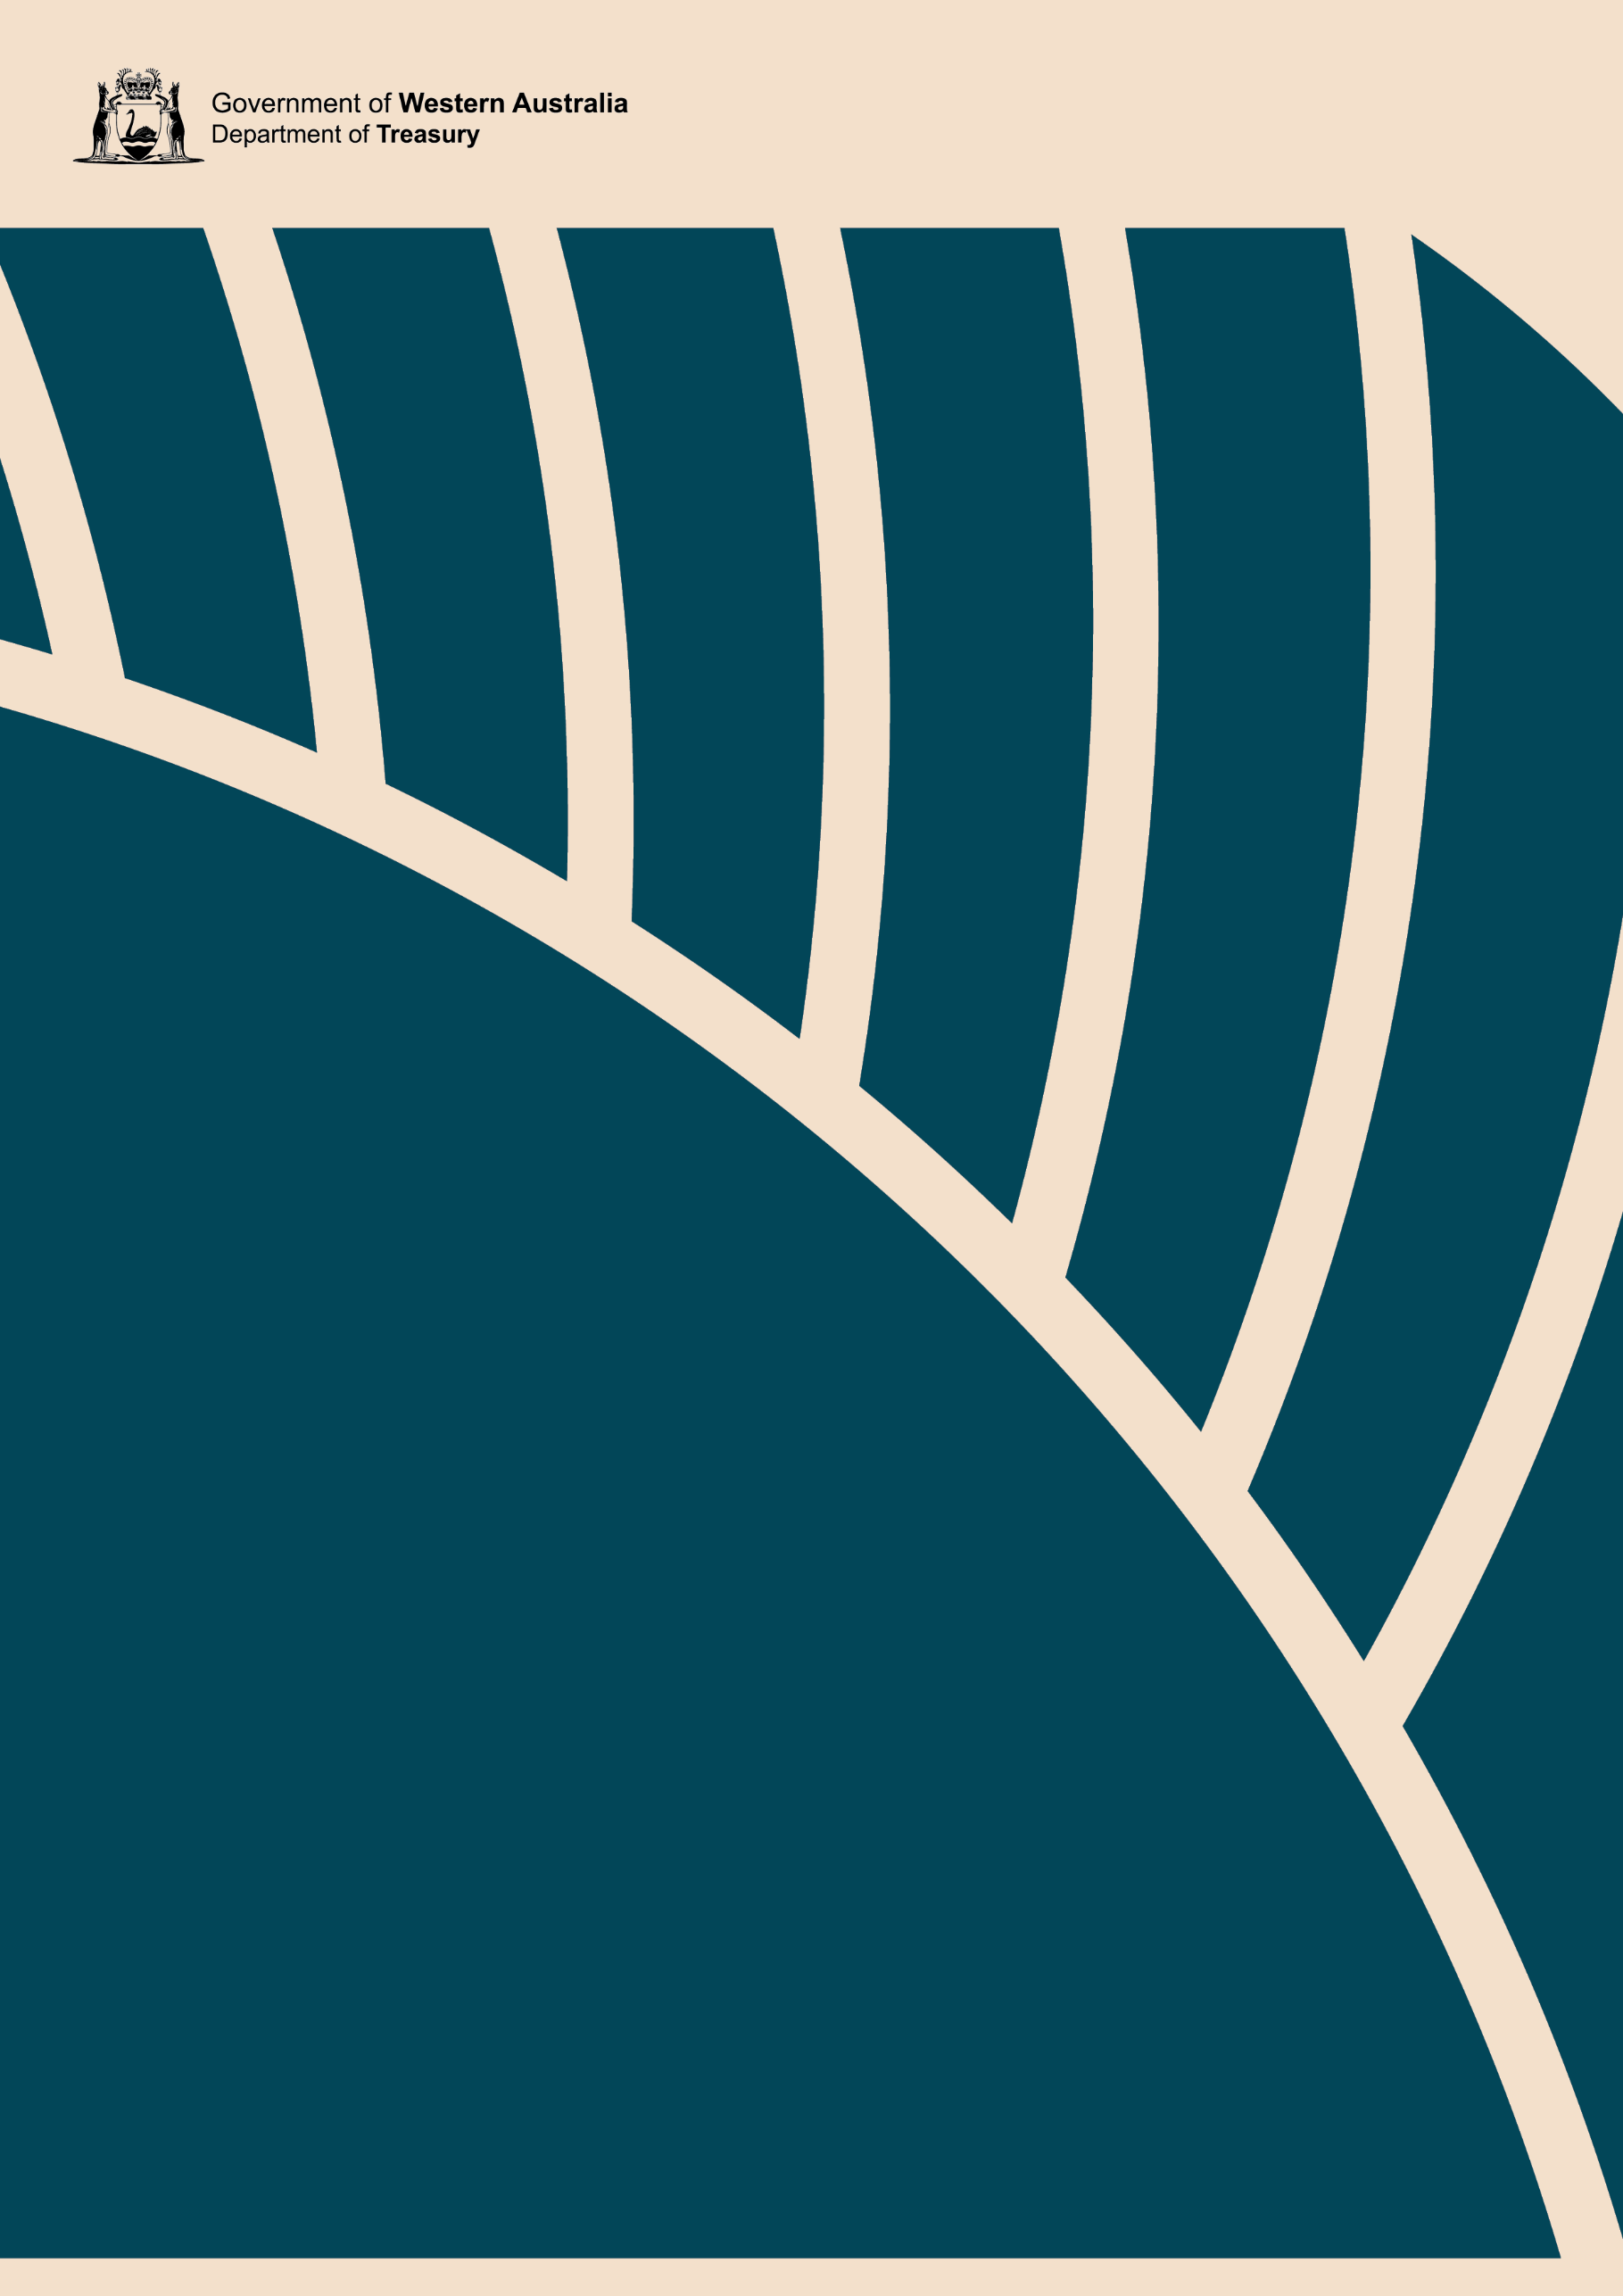 Government of Western Australia
Department of Treasury